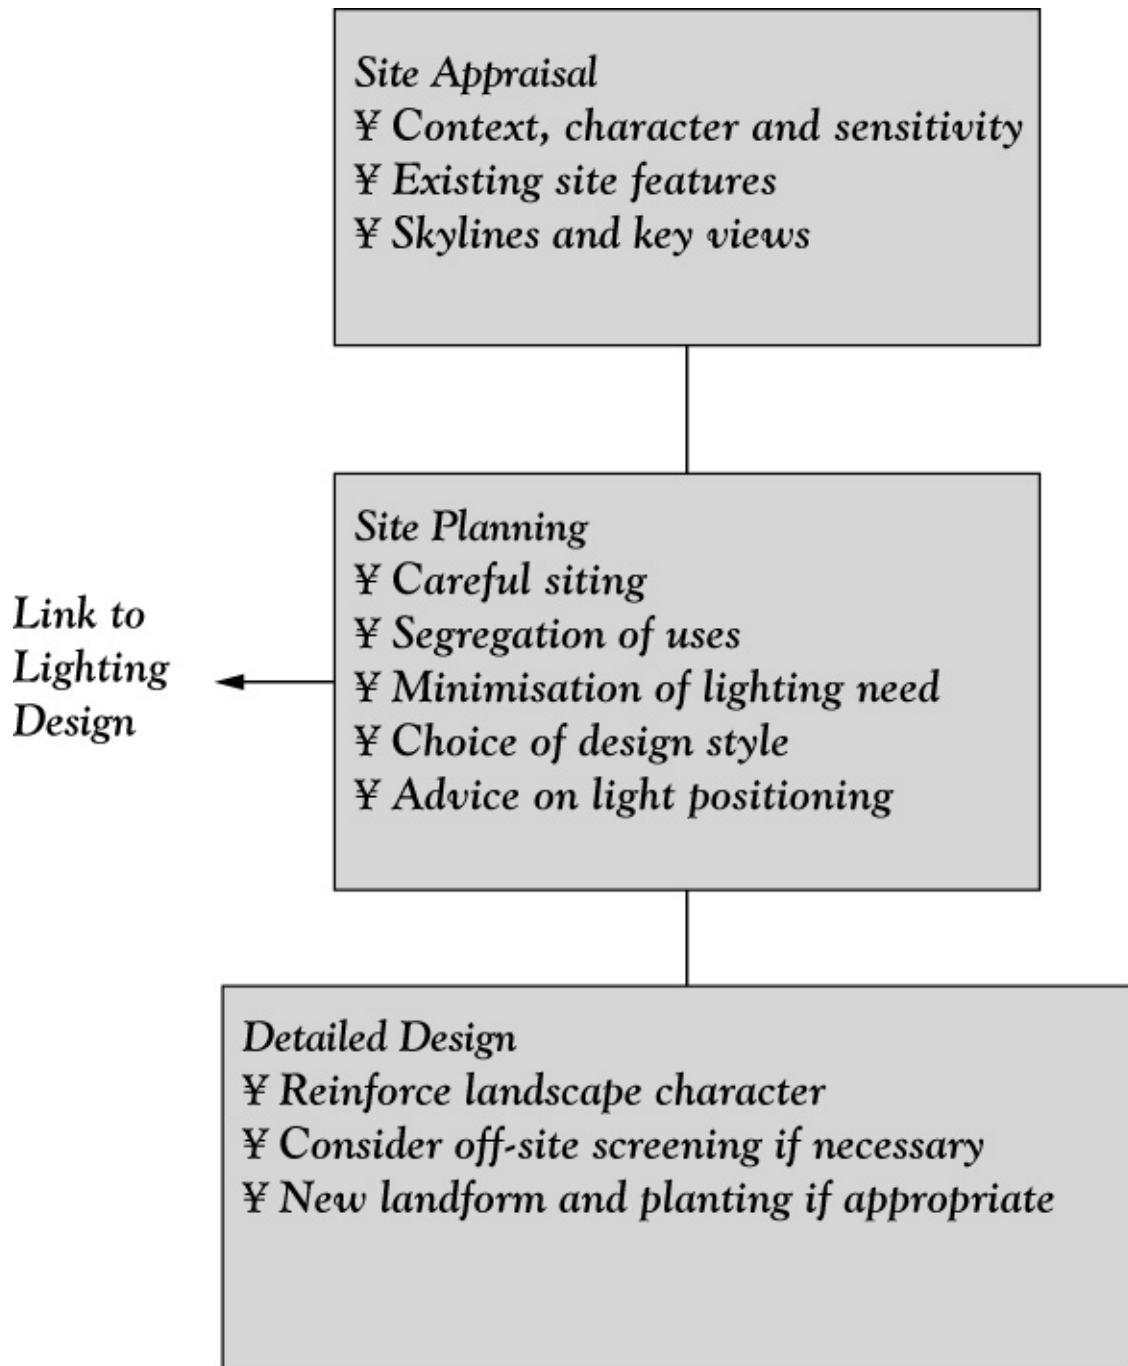 Site Appraisal
¥ Context, character and sensitivity
¥ Existing site features
¥ Skylines and key views
Site Planning
¥ Careful siting
¥ Segregation of uses
¥ Minimisation of lighting need
¥ Choice of design style
¥ Advice on light positioning
Link to
Lighting
Design
Detailed Design
¥ Reinforce landscape character
¥ Consider off-site screening if necessary
¥ New landform and planting if appropriate